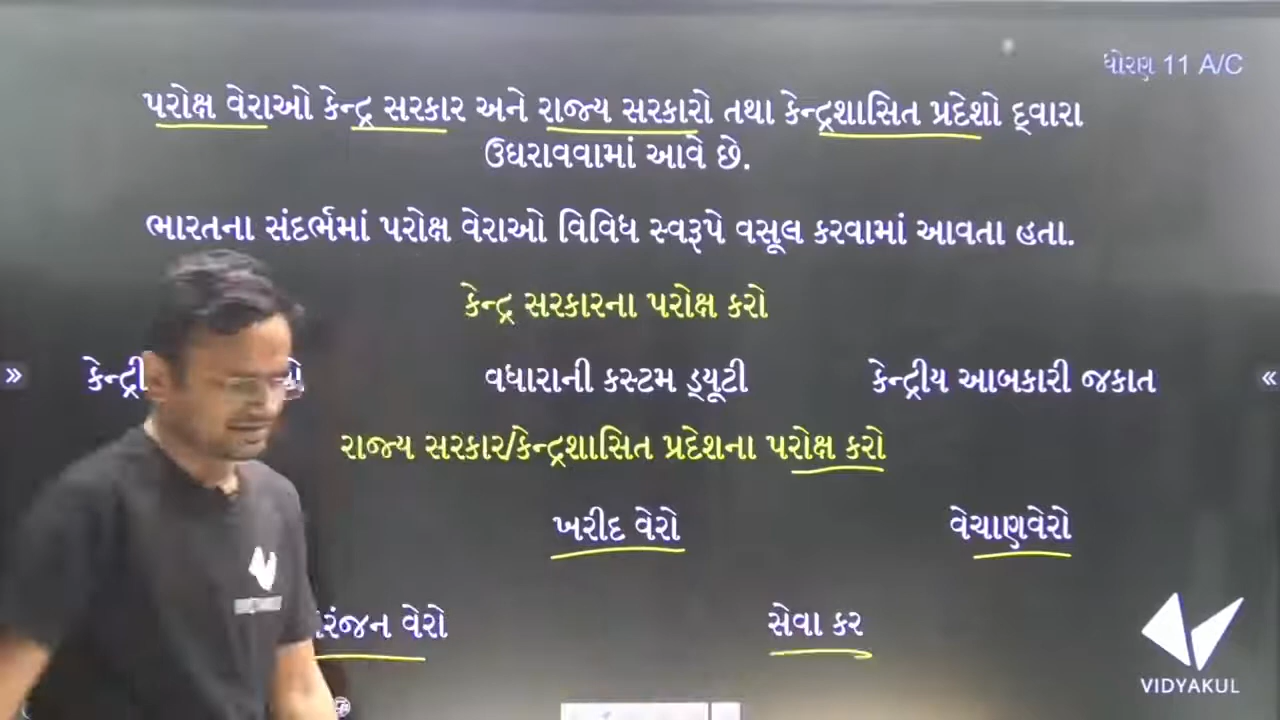 ધોરણ 11 A/C
પરોક્ષ વેરાઓ કેન્દ્ર સરકાર અને રાજ્ય સરકારો તથા કેન્દ્રશાસિત પ્રદેશો દ્વારા
ઉઘરાવવામાં આવે છે.
ભારતના સંદર્ભમાં પરોક્ષ વેરાઓ વિવિધ સ્વરૂપે વસૂલ કરવામાં આવતા હતા.
કેન્દ્ર સરકારના પરોક્ષ કરો
વધારાની કસ્ટમ ડ્યૂટી કેન્દ્રીય આબકારી જકાત
રાજ્ય સરકાર/કેન્દ્રશાસિત પ્રદેશના પરોક્ષ કરો
ખરીદ વેરો વેચાણવેરો
વેરો સેવા કર
VIDYAKUL